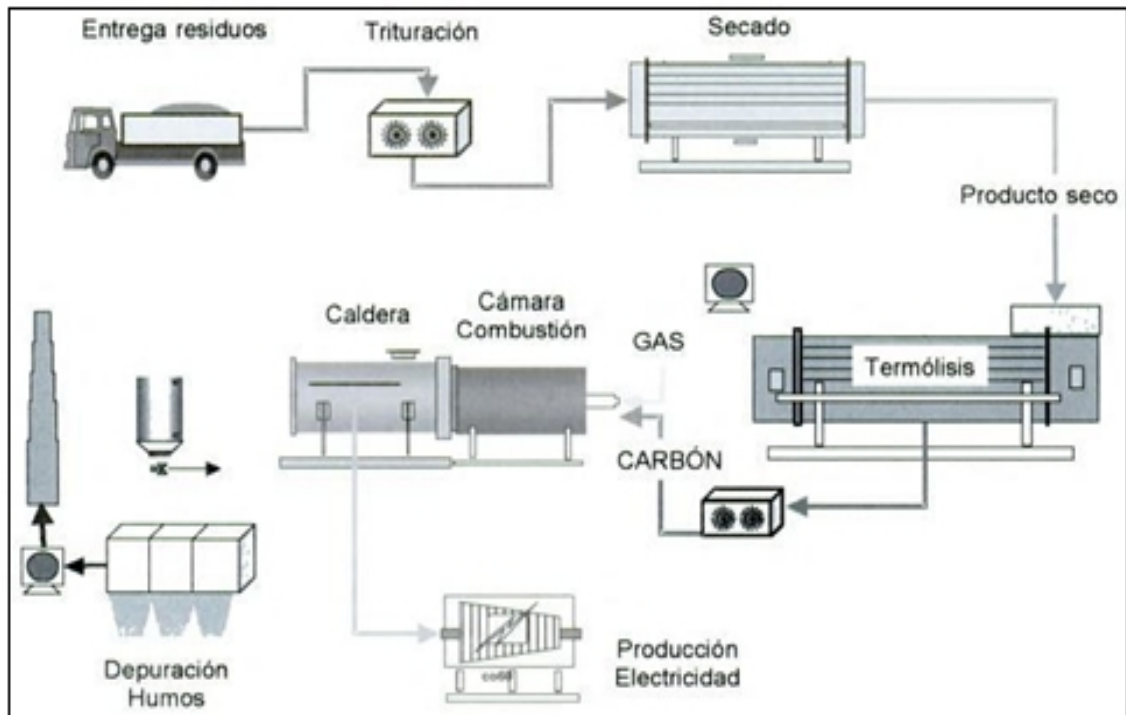 Entrega residuos
Trituración
Secado
Producto seco
Caldera
Cámara
Combustión
GAS
Termólisis
CARBÓN
Depuración
Humos
Producción
Electricidad